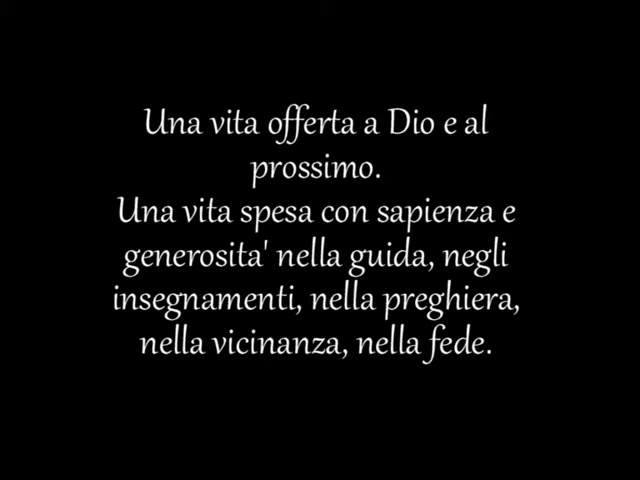 Una vita offerta a Dio e al
prossimo.
Una vita spesa con sapienza e
generosita' nella guida, negli
insegnamenti, nella preghiera,
nella vicinanza, nella fede.